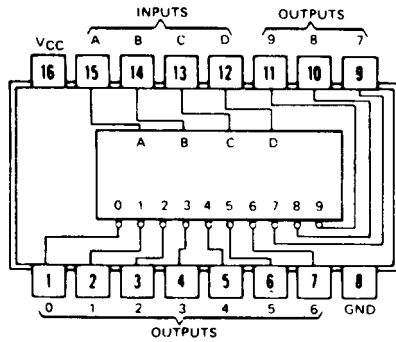 INPUTS OUTPUTS
VCC A B C D 9 8 7
16 15 14 13 12 11 10 9
A B C D
0 1 2 3 4 5 6 7 8 9
1 2 3 4 5 6 7 8
0 1 2 3 4 5 6 GND
OUTPUTS